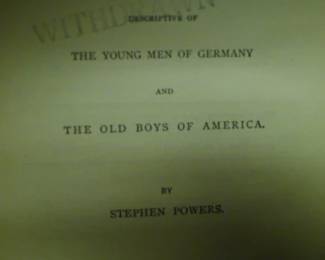 WITHDRAWN
DESCRIPTIVE OF
THE YOUNG MEN OF GERMANY
AND
THE OLD BOYS OF AMERICA.
BY
STEPHEN POWERS.